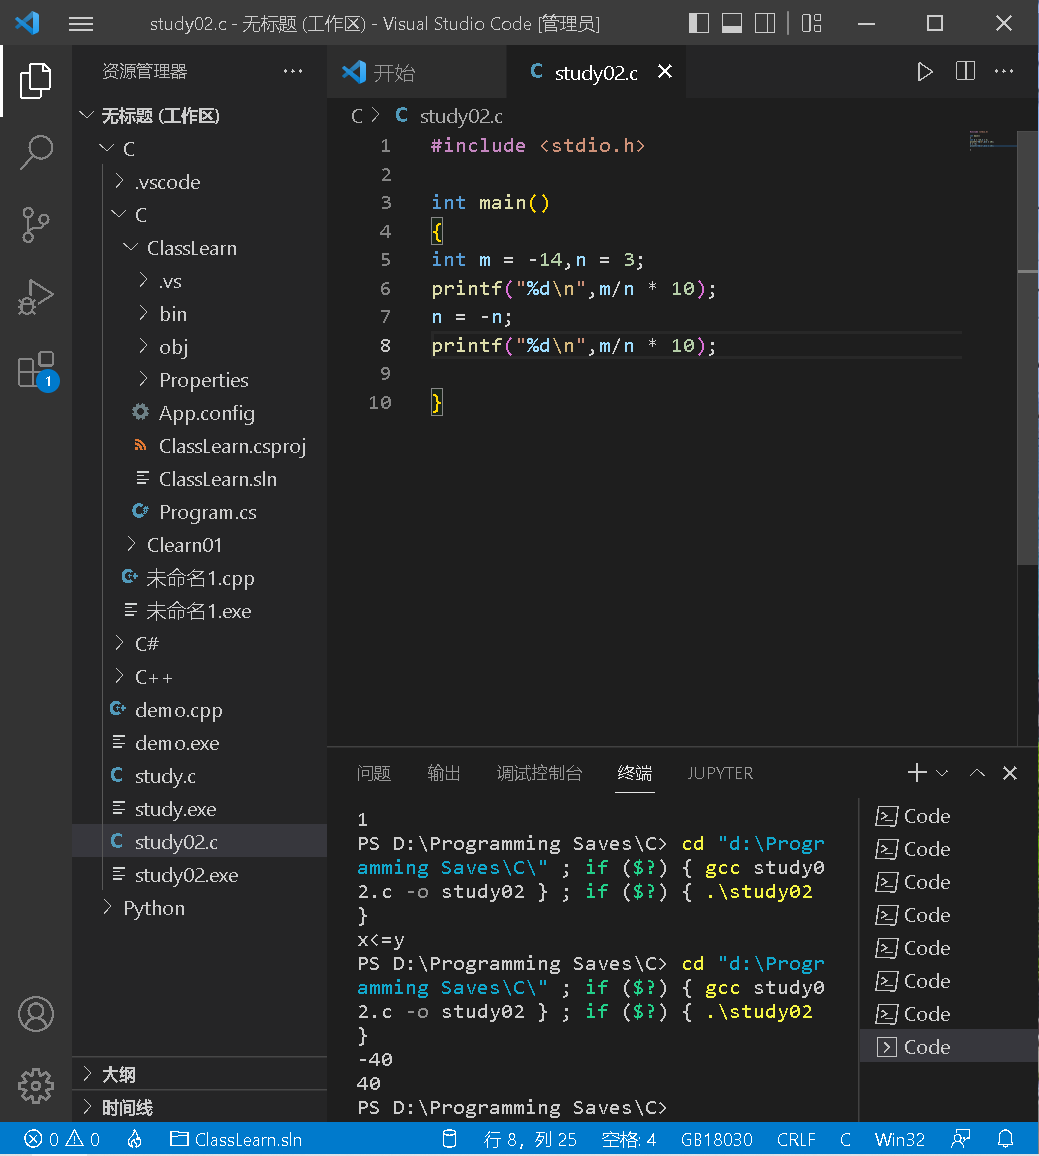 study02.c - 无标题 (工作区) - Visual Studio Code [管理员]
资源管理器
开始
study02.c
无标题 (工作区)
C > C study02.c
C
.vscode
C
ClassLearn
.vs
bin
obj
Properties
App.config
ClassLearn.csproj
ClassLearn.sln
Program.cs
Clearn01
未命名1.cpp
未命名1.exe
C#
C++
demo.cpp
demo.exe
study.c
study.exe
study02.c
study02.exe
Python
大纲
时间线
1
1 #include <stdio.h>
2
3 int main()
4 {
5 int m = -14,n = 3;
6 printf("%d\n",m/n * 10);
7 n = -n;
8 printf("%d\n",m/n * 10);
9
10 }
问题 输出 调试控制台 终端 JUPYTER
1
PS D:\Programming Saves\C> cd "d:\Progr
amming Saves\C\" ; if ($?) { gcc study0
2.c -o study02 } ; if ($?) { .\study02
}
x<=y
PS D:\Programming Saves\C> cd "d:\Progr
amming Saves\C\" ; if ($?) { gcc study0
2.c -o study02 } ; if ($?) { .\study02
}
-40
40
PS D:\Programming Saves\C>
Code
Code
Code
Code
Code
Code
Code
Code
0 0 ClassLearn.sln 行 8，列 25 空格: 4 GB18030 CRLF C Win32